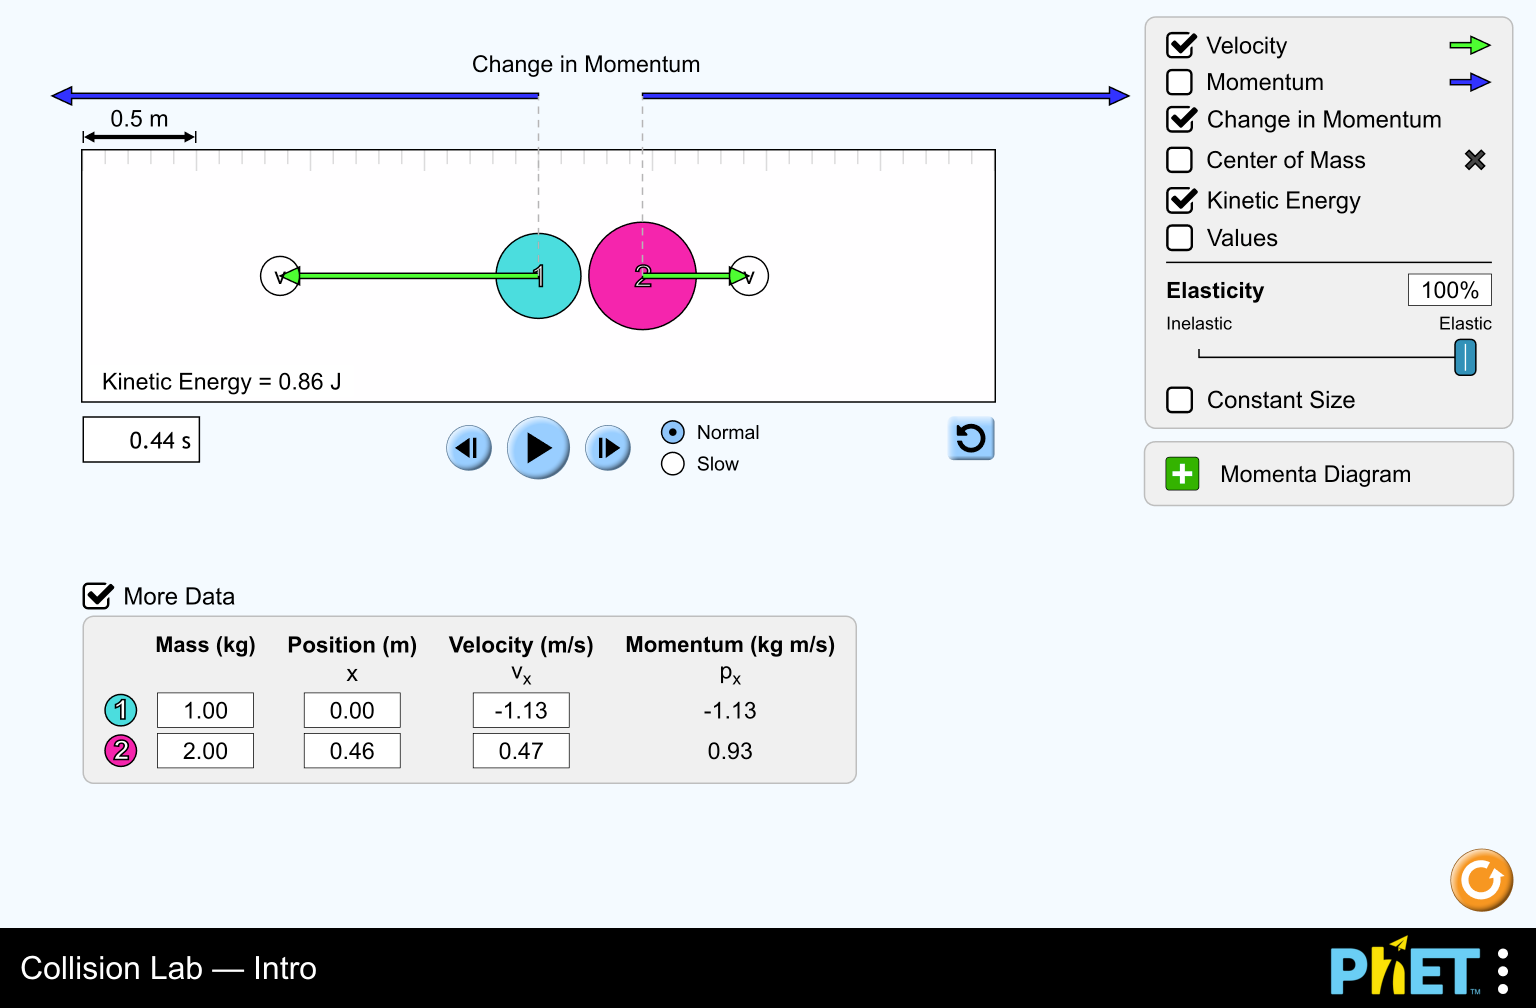 Change in Momentum
0.5 m
1 2
v v
Kinetic Energy = 0.86 J
0.44 s
Normal
Slow
Velocity
Momentum
Change in Momentum
Center of Mass
Kinetic Energy
Values
Elasticity 100%
Inelastic Elastic
Constant Size
Momenta Diagram
More Data
Mass (kg) Position (m) Velocity (m/s) Momentum (kg m/s)
x vx px
1 1.00 0.00 -1.13 -1.13
2 2.00 0.46 0.47 0.93
Collision Lab — Intro
PhET™